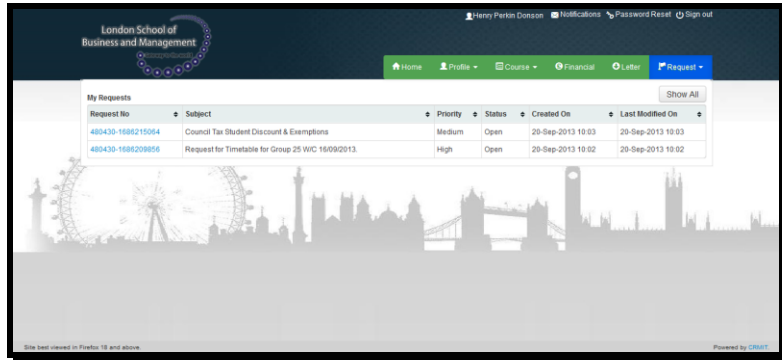 Henry Perkin Donson Notifications Password Reset Sign out
London School of
Business and Management
Home Profile Course Financial Letter Request
My Requests Show All
Request No Subject Priority Status Created On Last Modified On
480430-1686215064 Council Tax Student Discount & Exemptions Medium Open 20-Sep-2013 10:03 20-Sep-2013 10:03
480430-1686209856 Request for Timetable for Group 25 W/C 16/09/2013. High Open 20-Sep-2013 10:02 20-Sep-2013 10:02
Site best viewed in Firefox 18 and above. Powered by CRMIT.